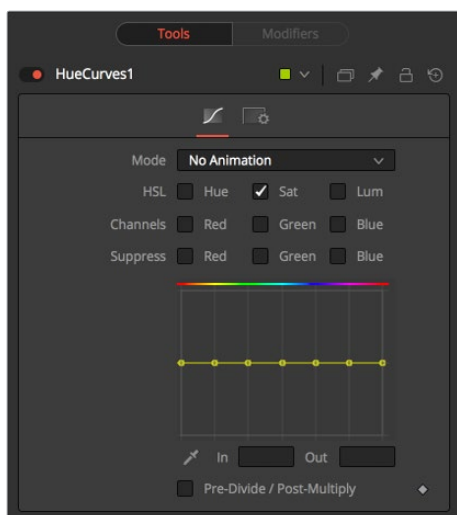 Tools Modifiers
HueCurves1
Mode No Animation
HSL Hue Sat Lum
Channels Red Green Blue
Suppress Red Green Blue
In Out
Pre-Divide / Post-Multiply